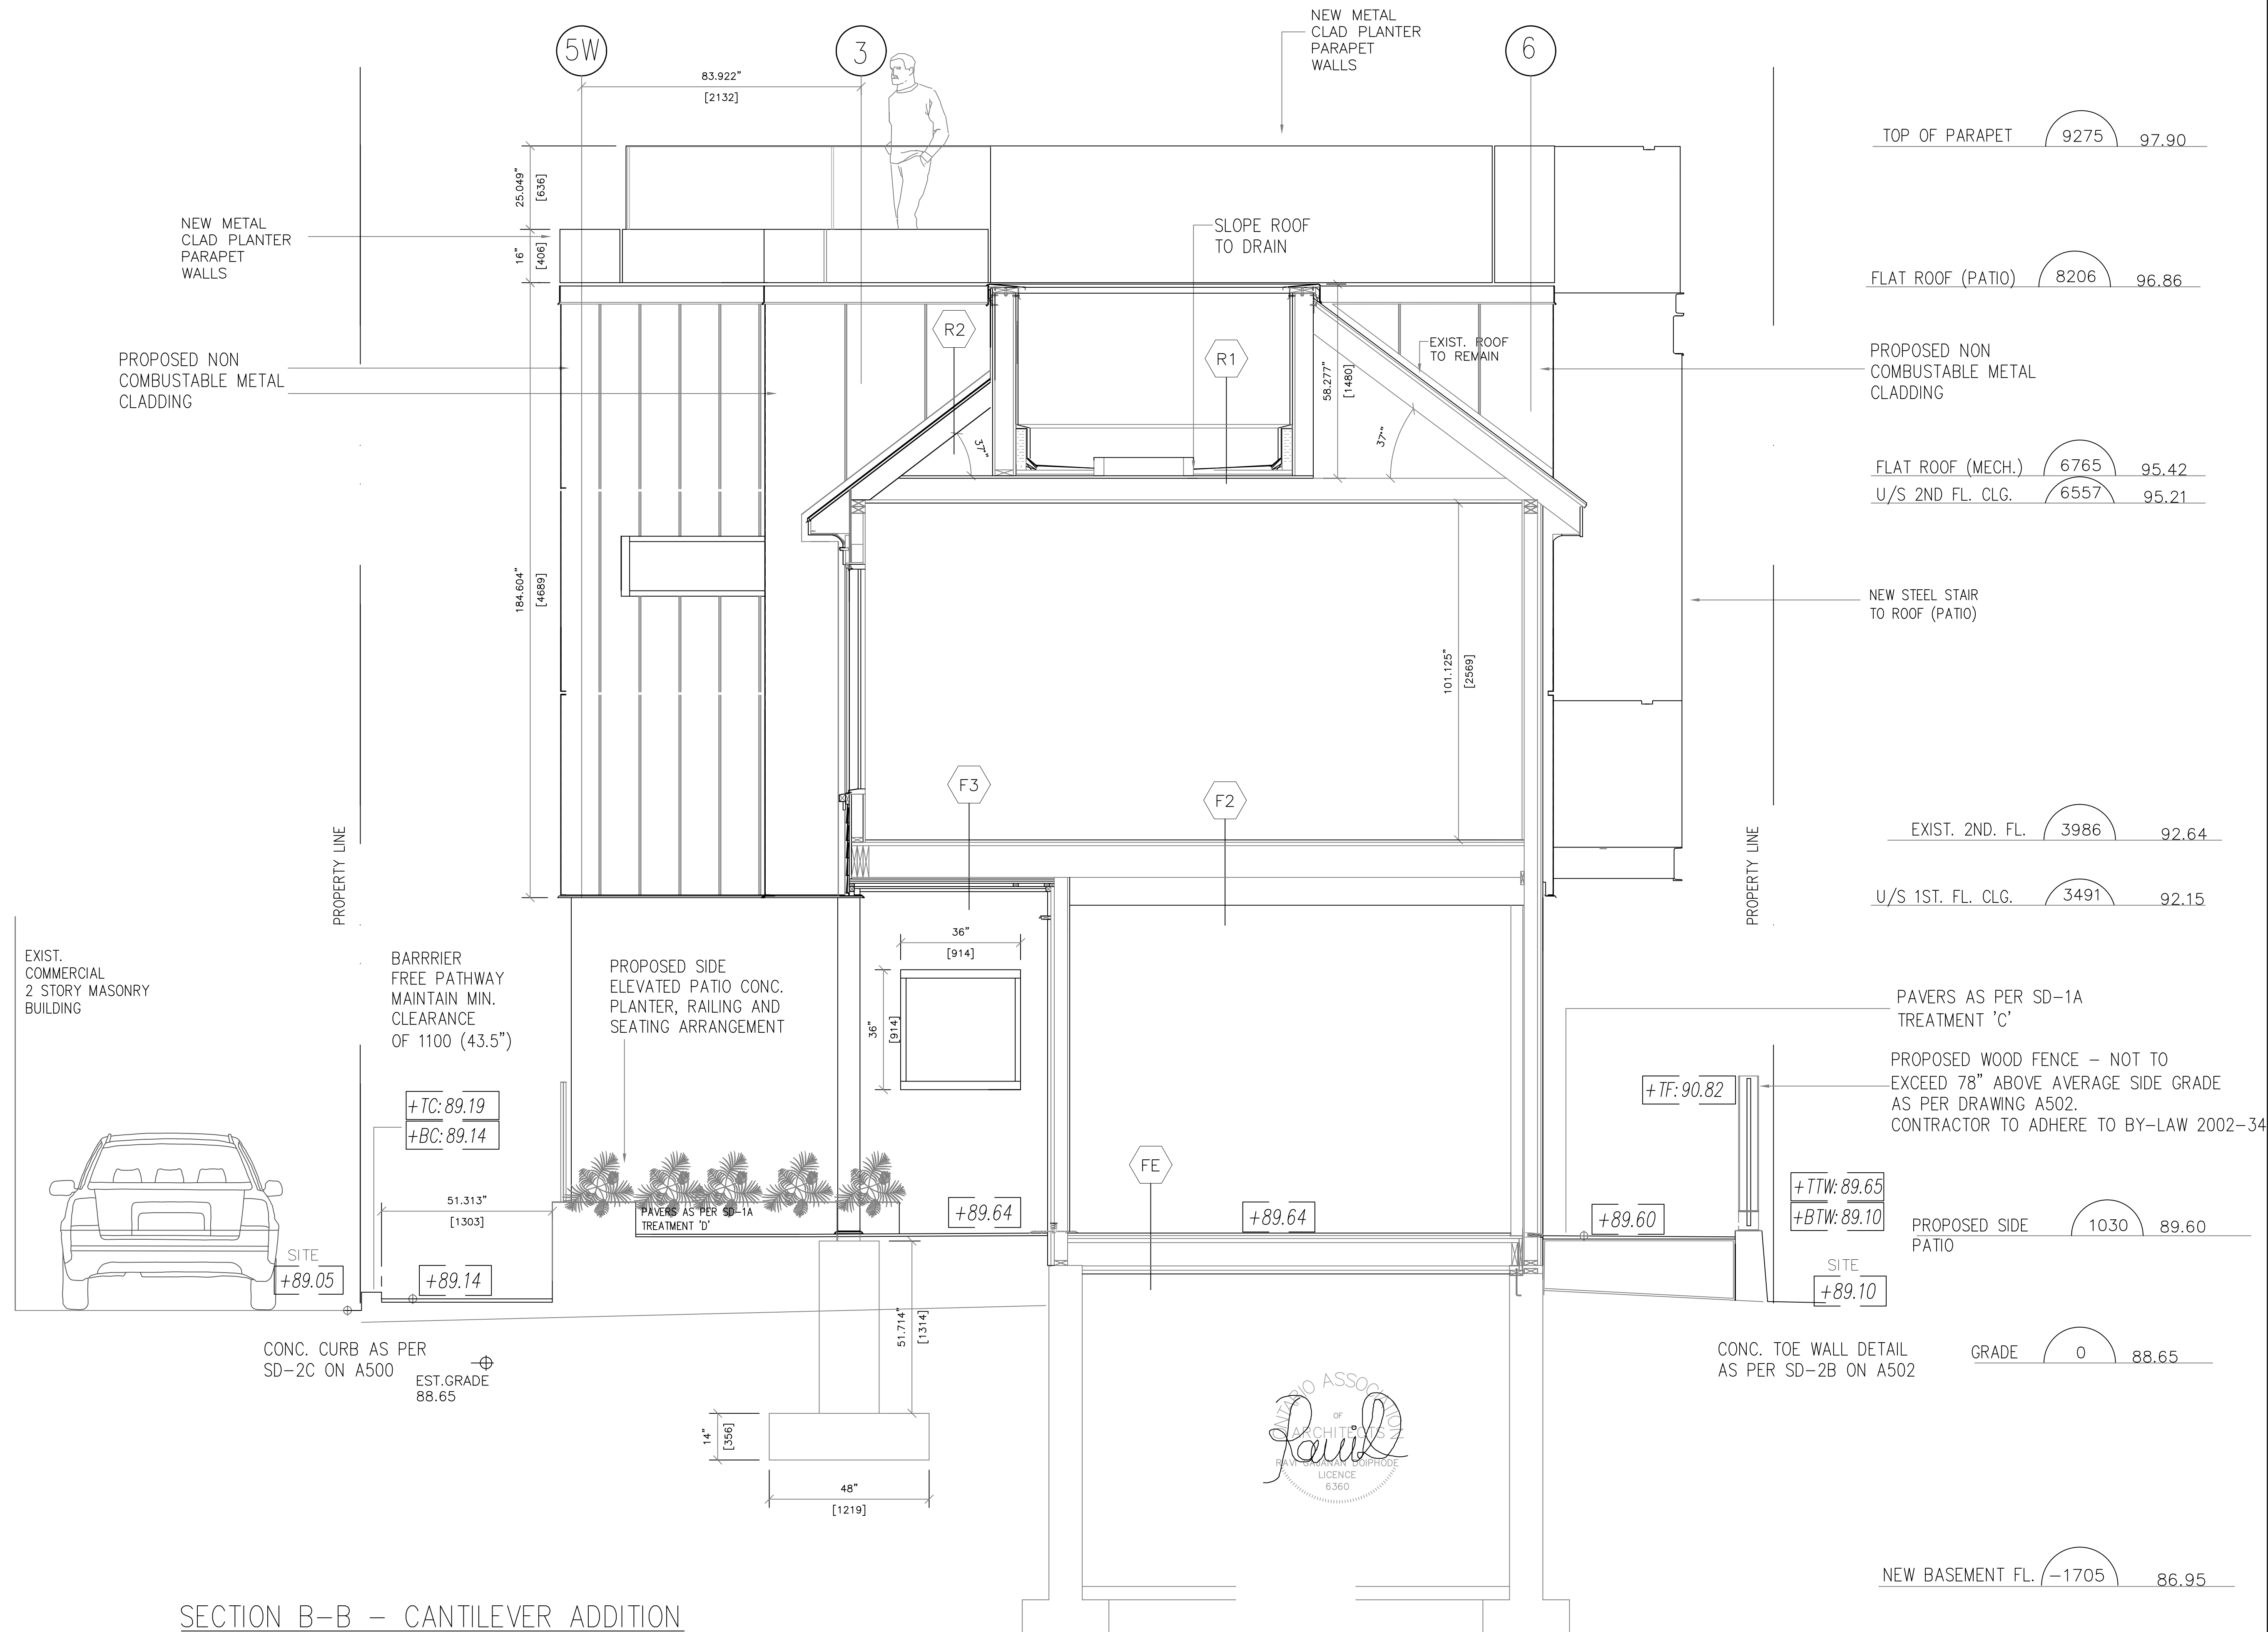 5W
3
6
83.922"
[2132]
NEW METAL
CLAD PLANTER
PARAPET
WALLS
TOP OF PARAPET 9275 97.90
25.049"
[636]
16"
[406]
NEW METAL
CLAD PLANTER
PARAPET
WALLS
SLOPE ROOF
TO DRAIN
FLAT ROOF (PATIO) 8206 96.86
R2
R1
EXIST. ROOF
TO REMAIN
58.277"
[1480]
37°"
37°"
PROPOSED NON
COMBUSTABLE METAL
CLADDING
PROPOSED NON
COMBUSTABLE METAL
CLADDING
FLAT ROOF (MECH.) 6765 95.42
U/S 2ND FL. CLG. 6557 95.21
184.604"
[4689]
101.125"
[2569]
NEW STEEL STAIR
TO ROOF (PATIO)
F3
F2
EXIST. 2ND. FL. 3986 92.64
PROPERTY LINE
PROPERTY LINE
U/S 1ST. FL. CLG. 3491 92.15
EXIST.
COMMERCIAL
2 STORY MASONRY
BUILDING
BARRRIER
FREE PATHWAY
MAINTAIN MIN.
CLEARANCE
OF 1100 (43.5")
PROPOSED SIDE
ELEVATED PATIO CONC.
PLANTER, RAILING AND
SEATING ARRANGEMENT
36"
[914]
36"
[914]
PAVERS AS PER SD-1A
TREATMENT 'C'
PROPOSED WOOD FENCE – NOT TO
EXCEED 78" ABOVE AVERAGE SIDE GRADE
AS PER DRAWING A502.
CONTRACTOR TO ADHERE TO BY-LAW 2002-34
+TC: 89.19
+BC: 89.14
+TF: 90.82
FE
51.313"
[1303]
PAVERS AS PER SD-1A
TREATMENT 'D'
+89.64
+89.64
+89.60
+TTW: 89.65
+BTW: 89.10
PROPOSED SIDE
PATIO
1030 89.60
SITE
+89.05
+89.14
SITE
+89.10
51.714"
[1314]
CONC. CURB AS PER
SD-2C ON A500
EST.GRADE
88.65
CONC. TOE WALL DETAIL
AS PER SD-2B ON A502
GRADE 0 88.65
14"
[356]
48"
[1219]
ONTARIO ASSOCIATION
OF
ARCHITECTS
RAVI GAJANAN DOIPHODE
LICENCE
6360
NEW BASEMENT FL. -1705 86.95
SECTION B-B – CANTILEVER ADDITION